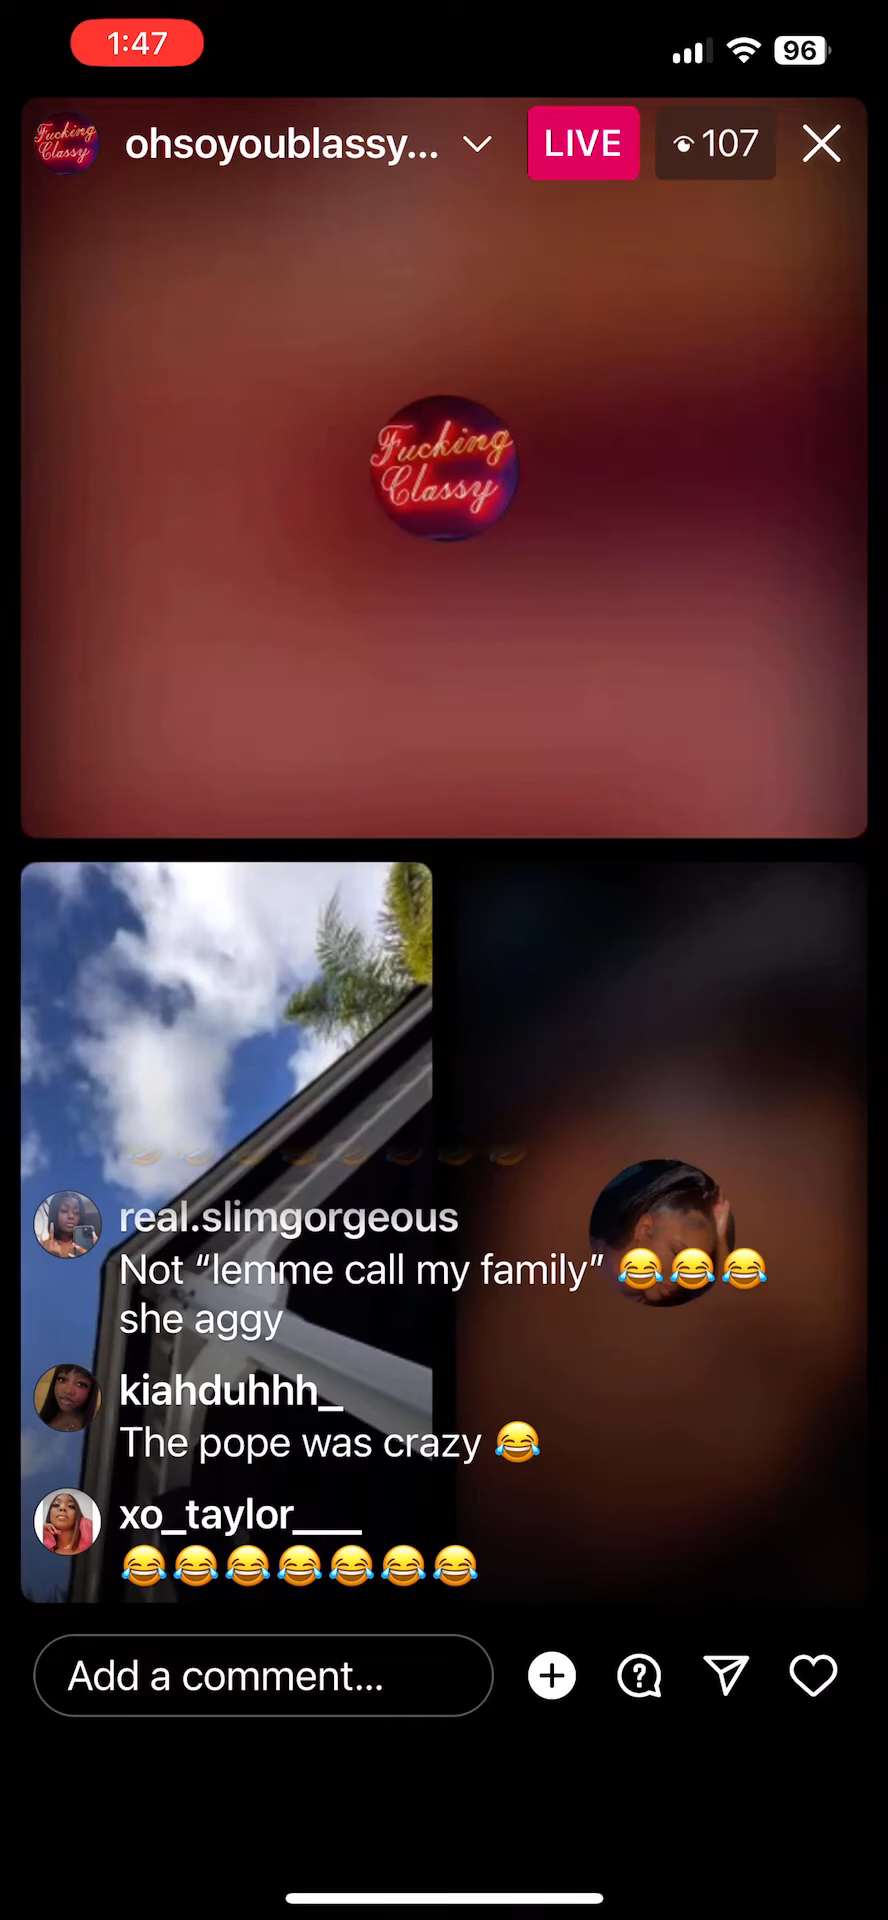 1:47
96
Fucking
Classy
ohsoyoublassy...
LIVE
107
Fucking
Classy
😂😂😂😂😂😂😂😂
real.slimgorgeous
Not “lemme call my family” 😂😂😂
she aggy
kiahduhhh_
The pope was crazy 😂
xo_taylor____
😂😂😂😂😂😂😂
Add a comment...